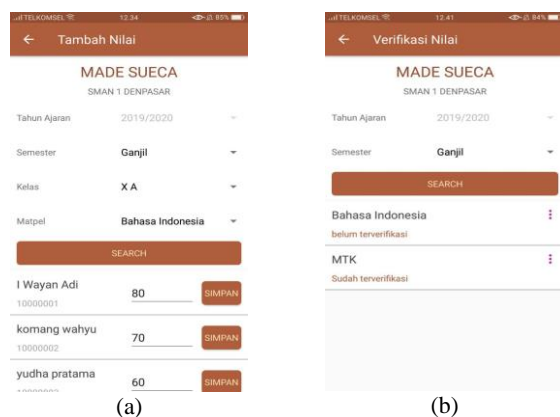 TELKOMSEL 12.34 85%
Tambah Nilai
MADE SUECA
SMAN 1 DENPASAR
Tahun Ajaran 2019/2020
Semester Ganjil
Kelas X A
Matpel Bahasa Indonesia
SEARCH
I Wayan Adi
10000001
80 SIMPAN
komang wahyu
10000002
70 SIMPAN
yudha pratama
60 SIMPAN
(a)
TELKOMSEL 12.41 84%
Verifikasi Nilai
MADE SUECA
SMAN 1 DENPASAR
Tahun Ajaran 2019/2020
Semester Ganjil
SEARCH
Bahasa Indonesia
belum terverifikasi
MTK
Sudah terverifikasi
(b)